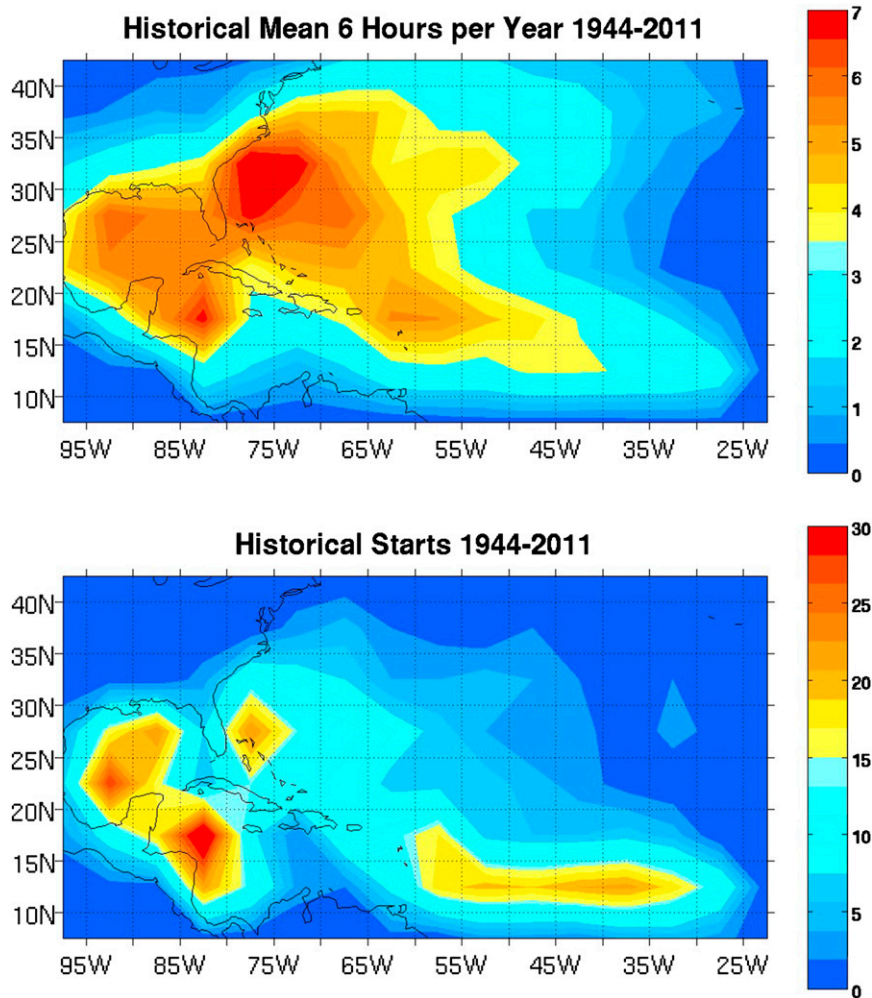 Historical Mean 6 Hours per Year 1944-2011
7
6
5
4
3
2
1
0
40N
35N
30N
25N
20N
15N
10N
95W 85W 75W 65W 55W 45W 35W 25W
Historical Starts 1944-2011
30
25
20
15
10
5
0
40N
35N
30N
25N
20N
15N
10N
95W 85W 75W 65W 55W 45W 35W 25W